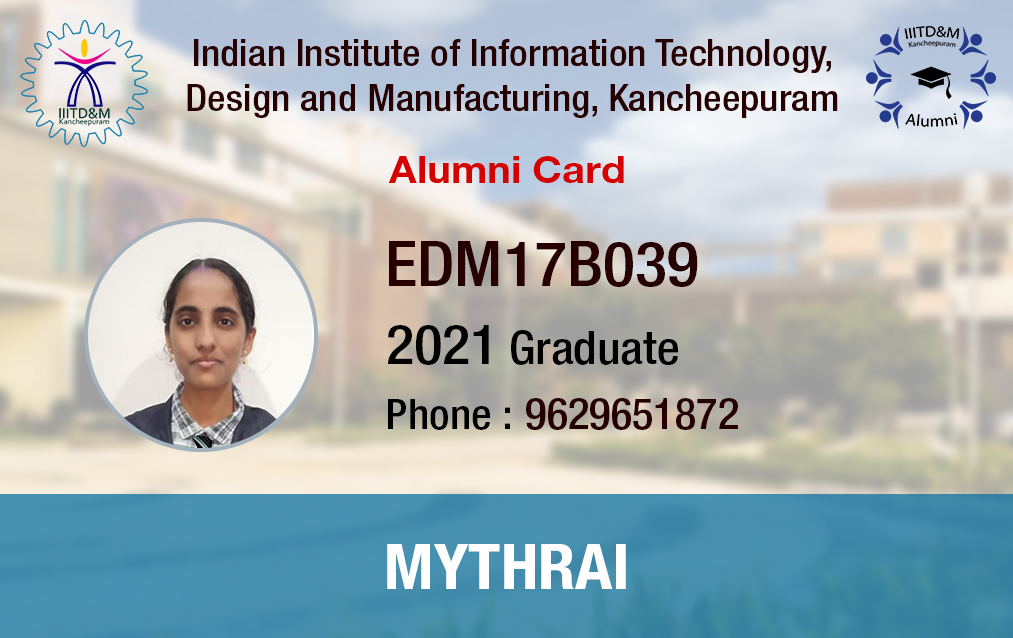 Indian Institute of Information Technology,
Design and Manufacturing, Kancheepuram
IIITD&M
Kancheepuram
IIITD&M
Kancheepuram
Alumni
Alumni Card
EDM17B039
2021 Graduate
Phone : 9629651872
MYTHRAI